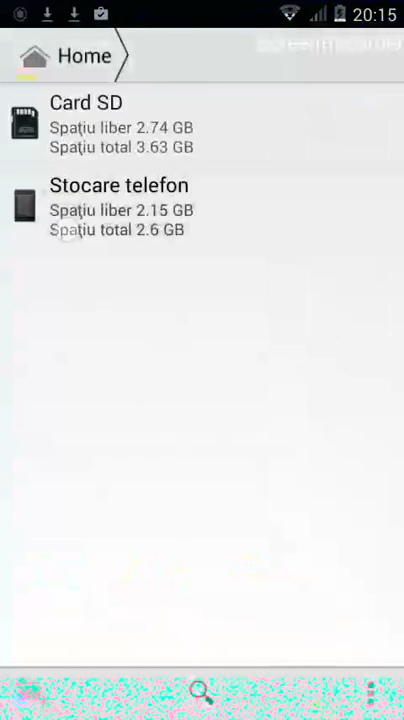 20:15
Home
Card SD
Spațiu liber 2.74 GB
Spațiu total 3.63 GB
Stocare telefon
Spațiu liber 2.15 GB
Spațiu total 2.6 GB